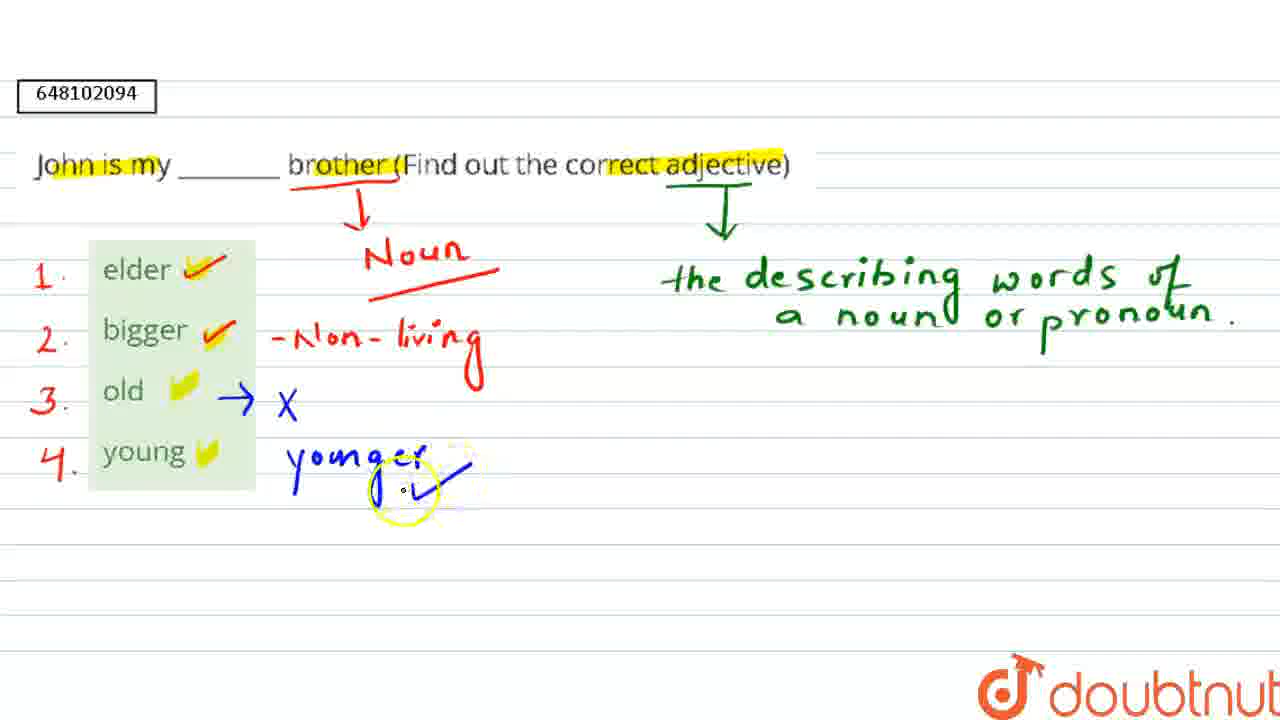 648102094
John is my ________ brother (Find out the correct adjective)
Noun
the describing words of
a noun or pronoun.
1. elder
2. bigger - Non-living
3. old → X
4. young younger
doubtnut